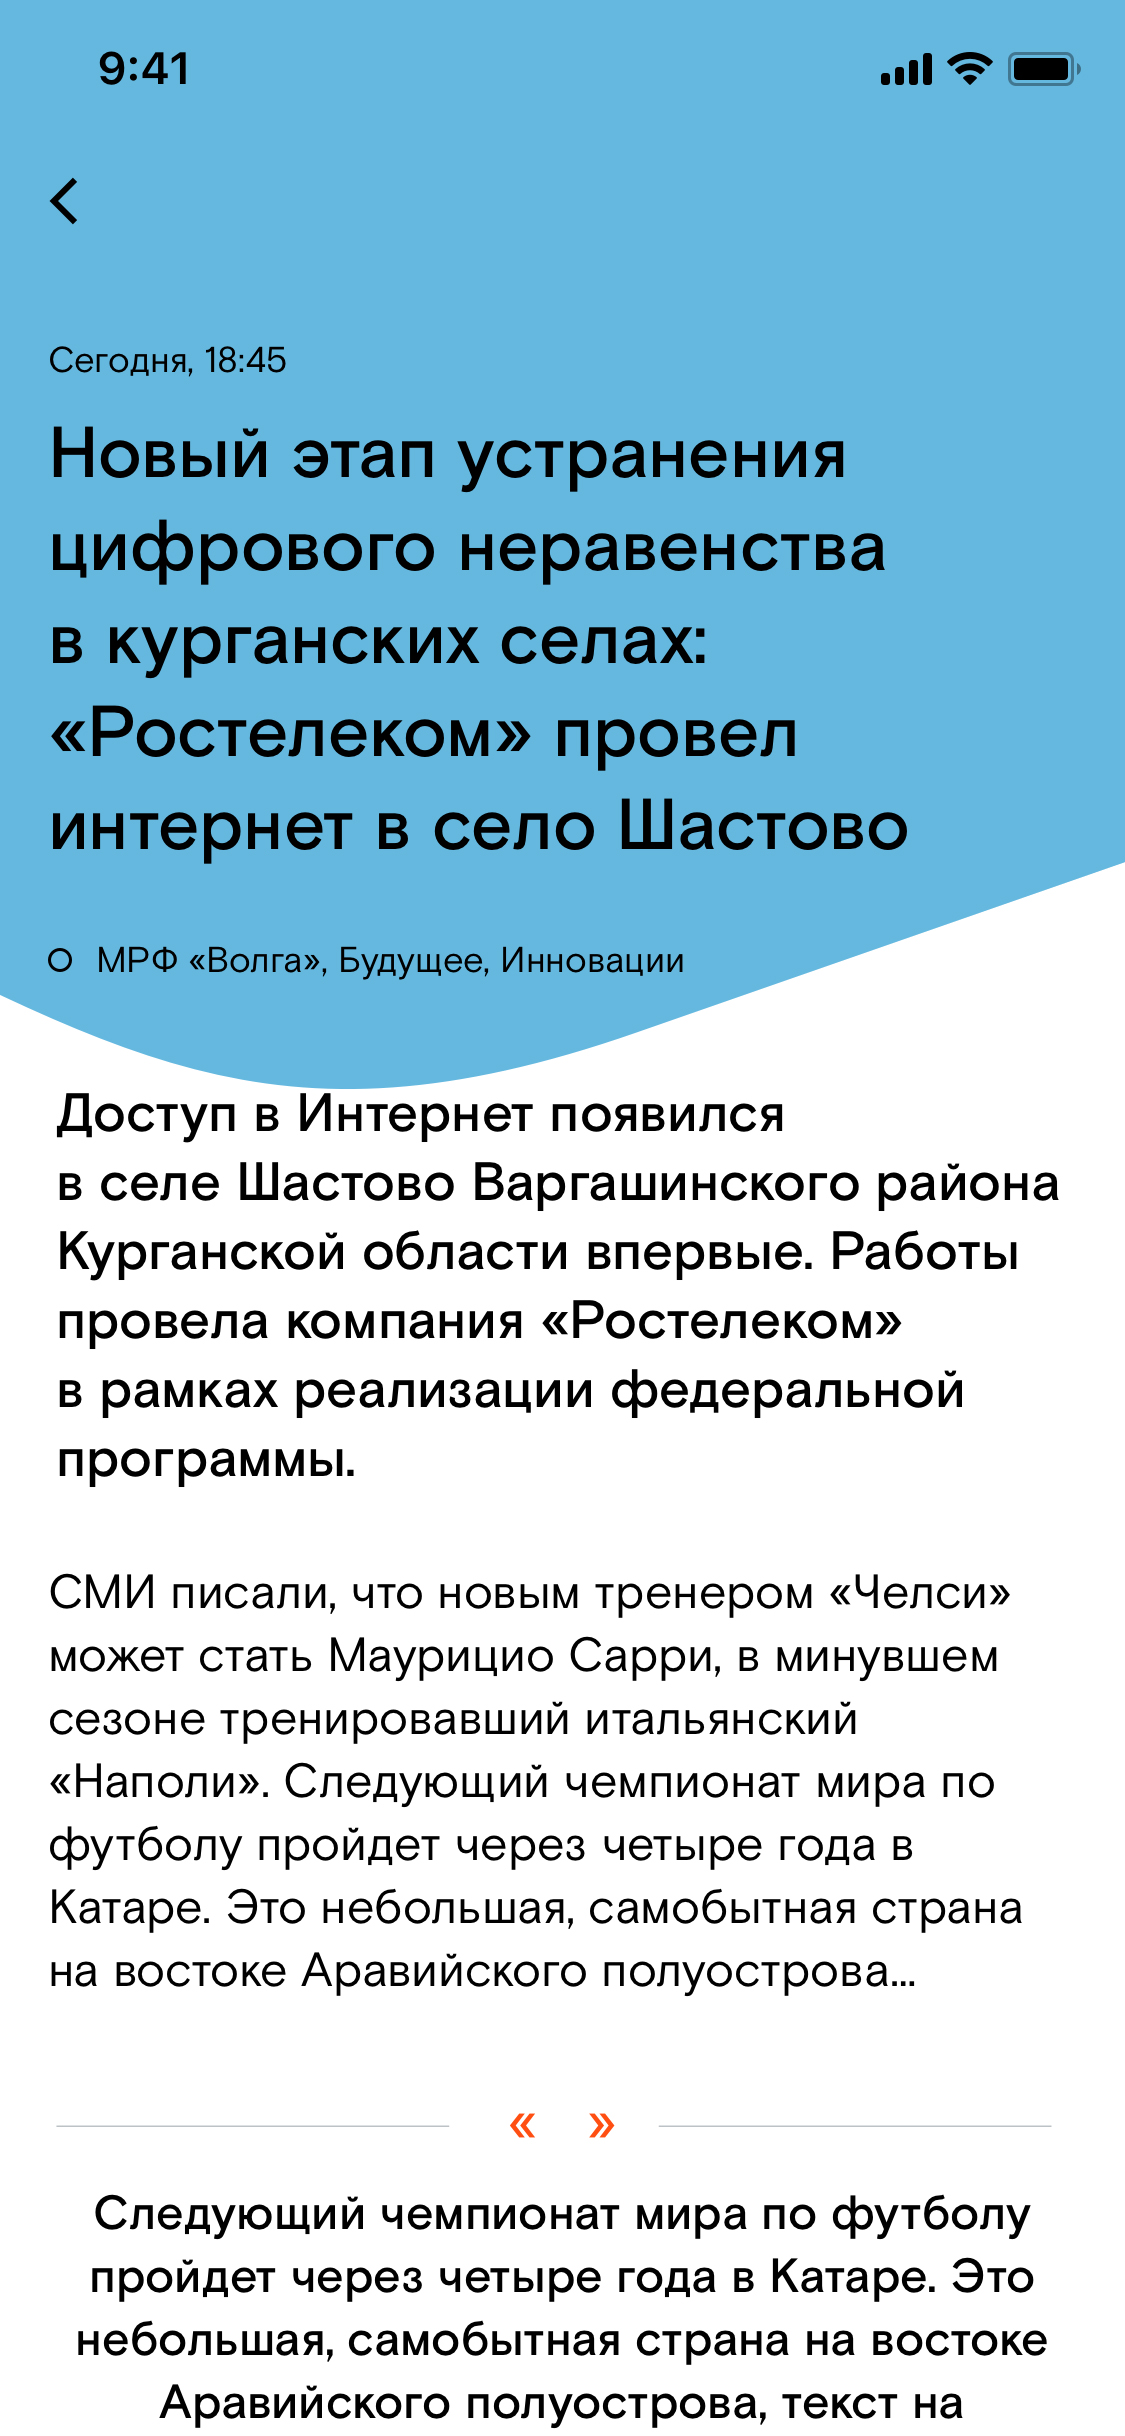 9:41
Сегодня, 18:45
Новый этап устранения
цифрового неравенства
в курганских селах:
«Ростелеком» провел
интернет в село Шастово
МРФ «Волга», Будущее, Инновации
Доступ в Интернет появился
в селе Шастово Варгашинского района
Курганской области впервые. Работы
провела компания «Ростелеком»
в рамках реализации федеральной
программы.
СМИ писали, что новым тренером «Челси»
может стать Маурицио Сарри, в минувшем
сезоне тренировавший итальянский
«Наполи». Следующий чемпионат мира по
футболу пройдет через четыре года в
Катаре. Это небольшая, самобытная страна
на востоке Аравийского полуострова...
« »
Следующий чемпионат мира по футболу
пройдет через четыре года в Катаре. Это
небольшая, самобытная страна на востоке
Аравийского полуострова, текст на